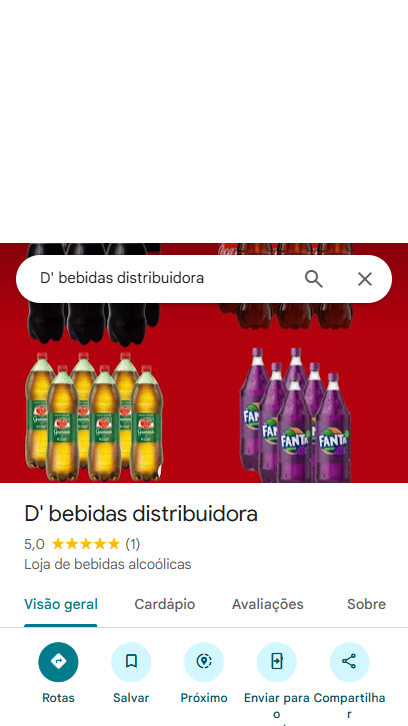 D' bebidas distribuidora
FANTA FANTA
FANTA
D' bebidas distribuidora
5,0 (1)
Loja de bebidas alcoólicas
Visão geral Cardápio Avaliações Sobre
Rotas Salvar Próximo Enviar para o Compartilhar